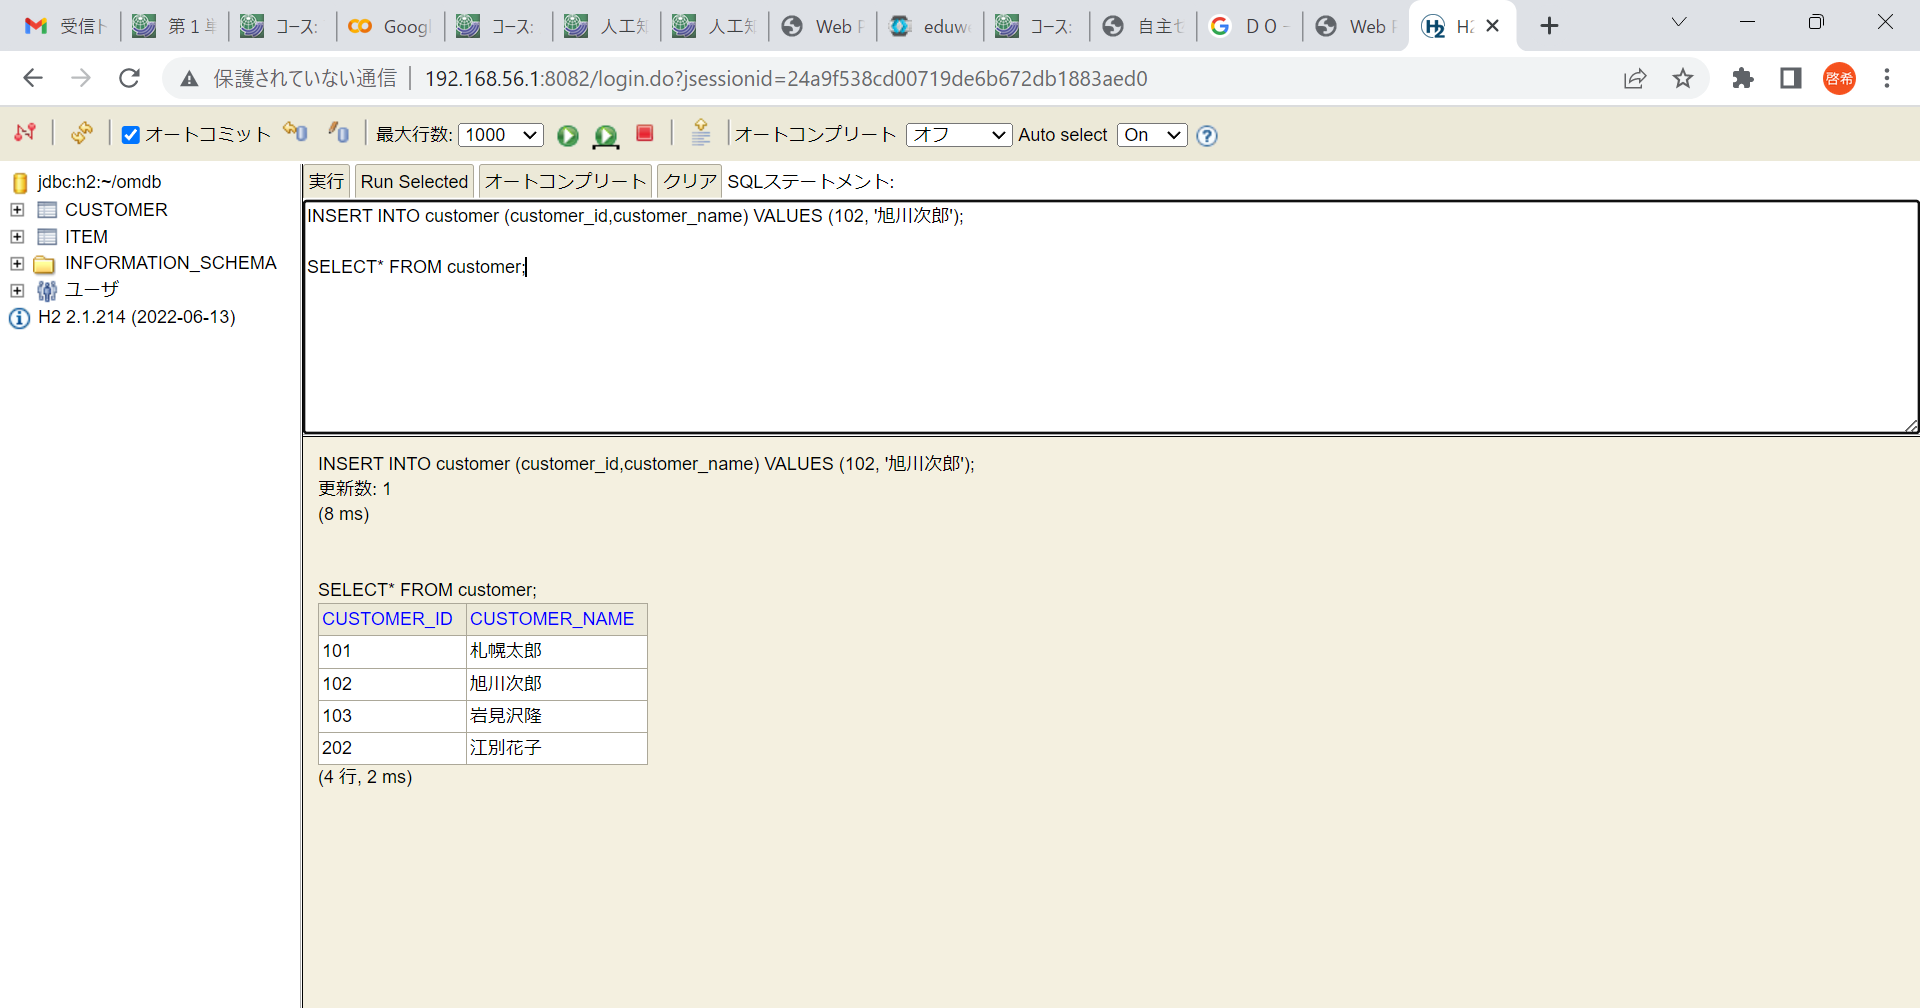 受信ト
第１単
コース:
Googl
コース:
人工知
人工知
Web P
eduwe
コース:
自主ゼ
ＤＯ-
Web P
H2
保護されていない通信
192.168.56.1:8082/login.do?jsessionid=24a9f538cd00719de6b672db1883aed0
啓希
オートコミット
最大行数:
1000
オートコンプリート
オフ
Auto select
On
jdbc:h2:~/omdb
CUSTOMER
ITEM
INFORMATION_SCHEMA
ユーザ
H2 2.1.214 (2022-06-13)
実行
Run Selected
オートコンプリート
クリア
SQLステートメント:
INSERT INTO customer (customer_id,customer_name) VALUES (102, '旭川次郎');
SELECT* FROM customer;
INSERT INTO customer (customer_id,customer_name) VALUES (102, '旭川次郎');
更新数: 1
(8 ms)
SELECT* FROM customer;
CUSTOMER_ID CUSTOMER_NAME
101 札幌太郎
102 旭川次郎
103 岩見沢隆
202 江別花子
(4 行, 2 ms)